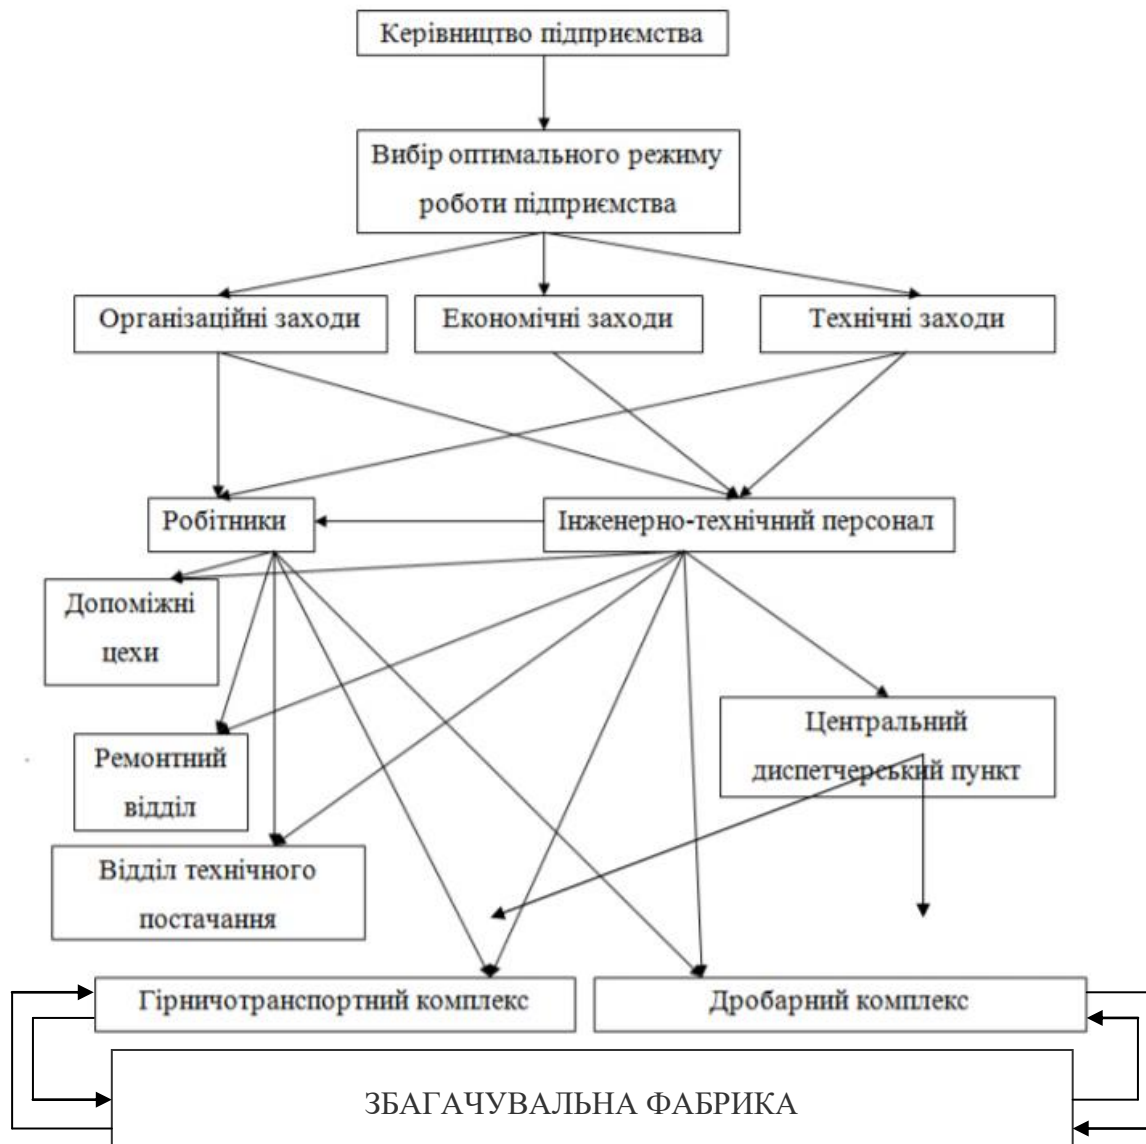 Керівництво підприємства
Вибір оптимального режиму
роботи підприємства
Організаційні заходи
Економічні заходи
Технічні заходи
Робітники
Інженерно-технічний персонал
Допоміжні
цехи
Центральний
диспетчерський пункт
Ремонтний
відділ
Відділ технічного
постачання
Гірничотранспортний комплекс
Дробарний комплекс
ЗБАГАЧУВАЛЬНА ФАБРИКА